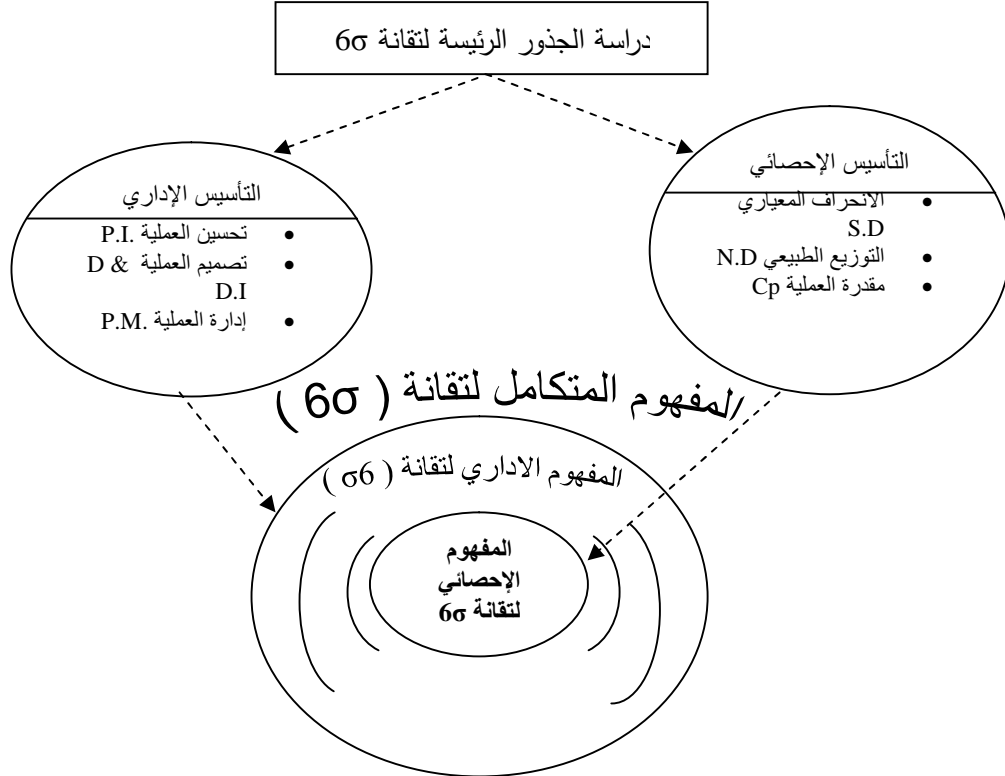 دراسة الجذور الرئيسة لتقانة 6σ
التأسيس الإحصائي
• الانحراف المعياري
S.D
• التوزيع الطبيعي N.D
• مقدرة العملية Cp
التأسيس الإداري
• تحسين العملية .P.I
• تصميم العملية D &
D.I
• إدارة العملية .P.M
المفهوم المتكامل لتقانة ( 6σ )
المفهوم الاداري لتقانة ( σ6 )
المفهوم
الإحصائي
لتقانة 6σ